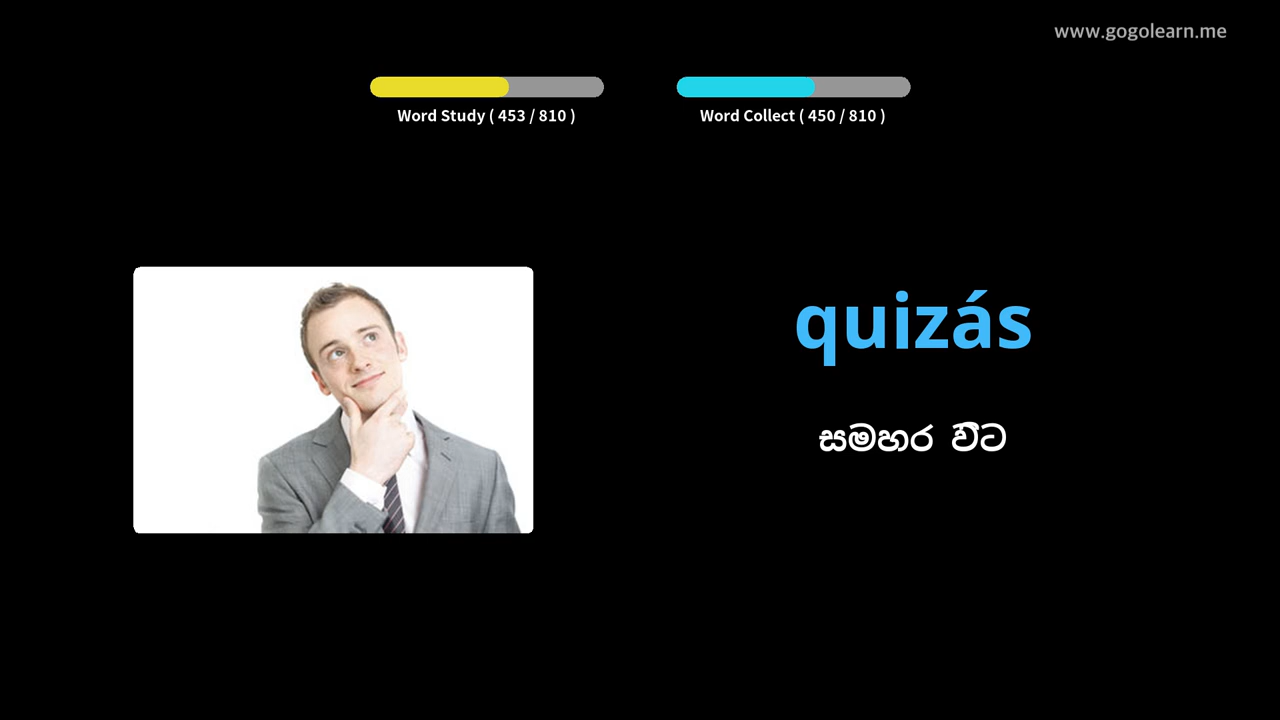 www.gogolearn.me
Word Study ( 453 / 810 )
Word Collect ( 450 / 810 )
quizás
සමහර විට